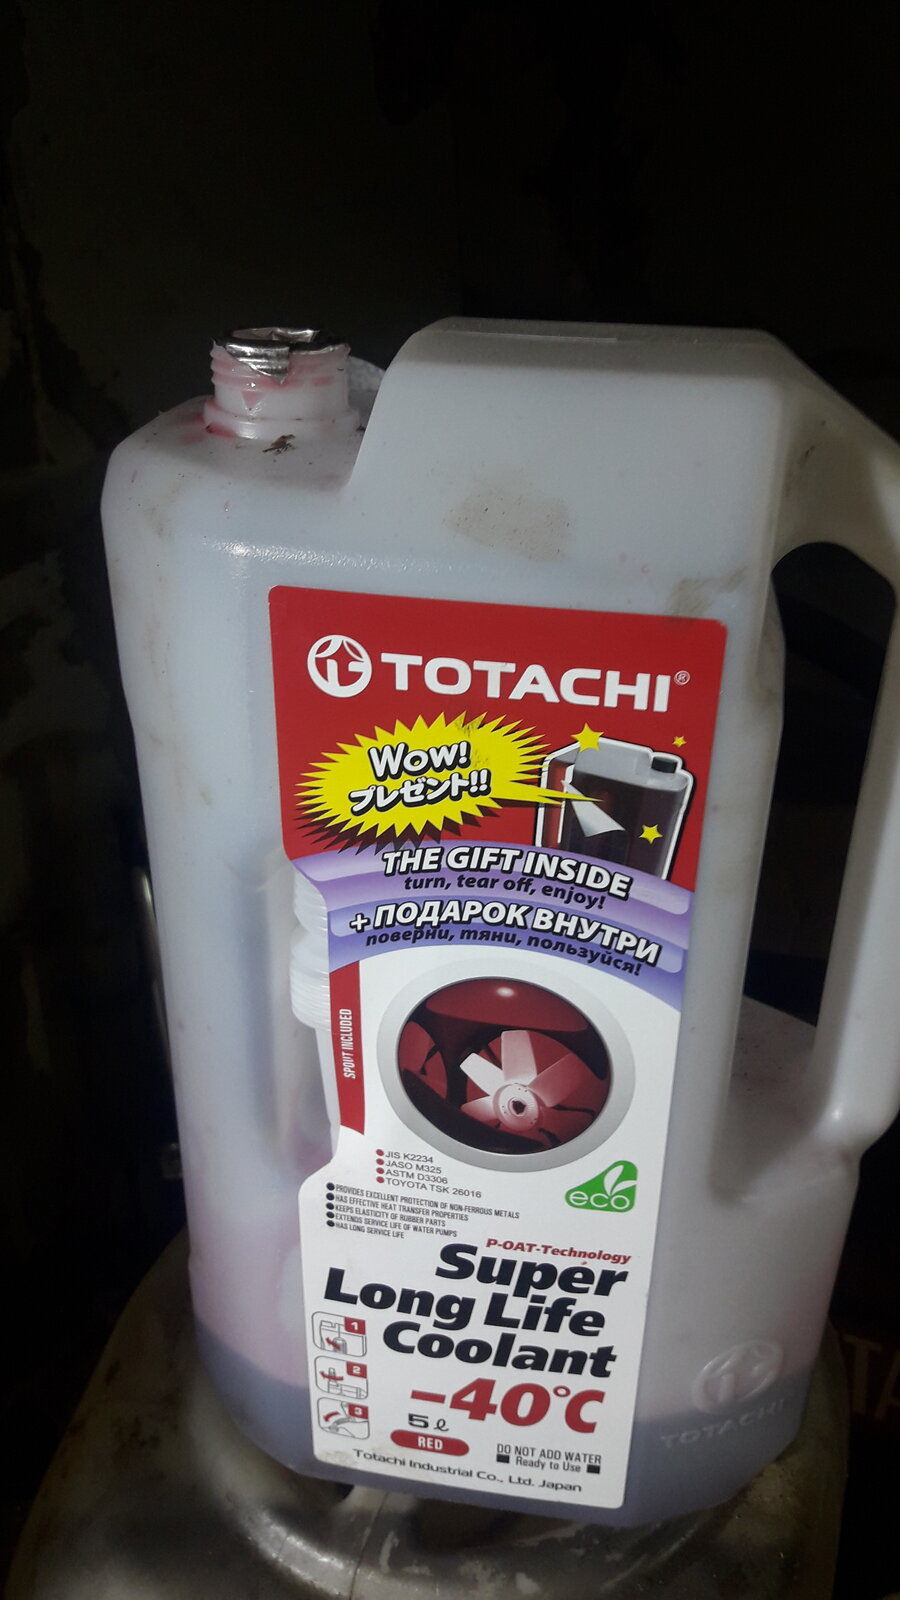 TOTACHI®
Wow!
プレゼント!!
THE GIFT INSIDE
turn, tear off, enjoy!
+ ПОДАРОК ВНУТРИ
поверни, тяни, пользуйся!
SPOUT INCLUDED
JIS K2234
JASO M325
ASTM D3306
TOYOTA TSK 26016
eco
PROVIDES EXCELLENT PROTECTION OF NON-FERROUS METALS
HAS EFFECTIVE HEAT TRANSFER PROPERTIES
KEEPS ELASTICITY OF RUBBER PARTS
EXTENDS SERVICE LIFE OF WATER PUMPS
HAS LONG SERVICE LIFE
P-OAT-Technology
Super
Long Life
Coolant
-40°C
1
2
3
5ℓ
RED
DO NOT ADD WATER
Ready to Use
Totachi Industrial Co., Ltd. Japan
TOTACHI